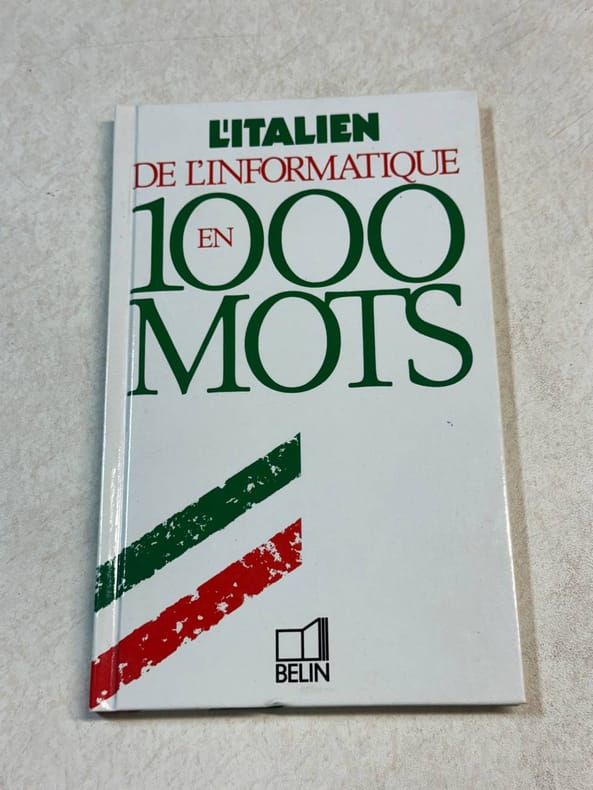 L'ITALIEN
DE L'INFORMATIQUE
EN
1000
MOTS
BELIN